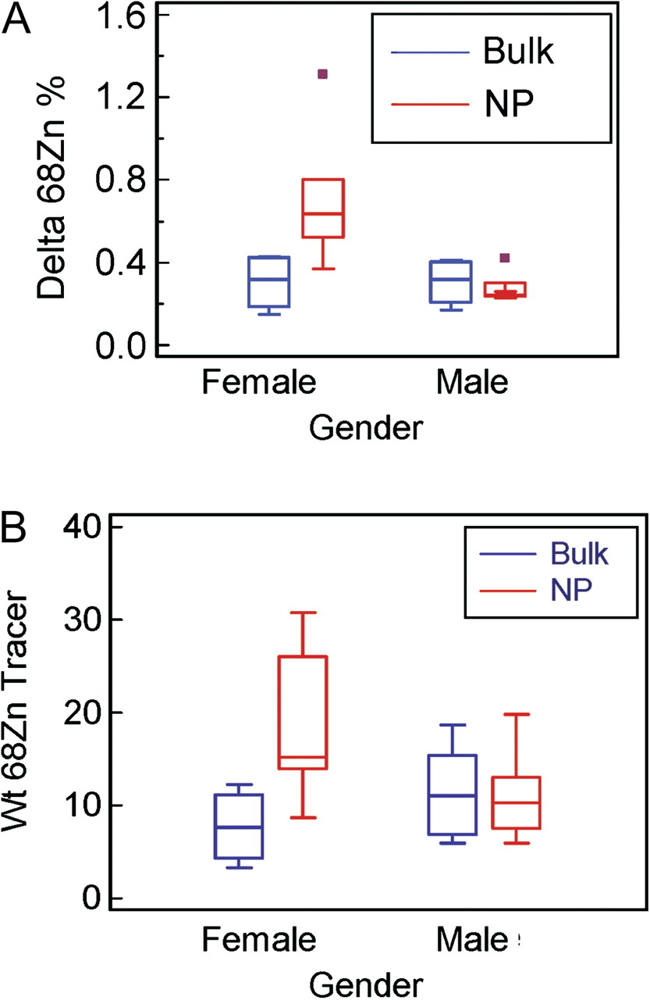 A
Delta 68Zn %
1.6
1.2
0.8
0.4
0.0
Bulk
NP
Female Male
Gender
B
Wt 68Zn Tracer
40
30
20
10
0
Bulk
NP
Female Male
Gender